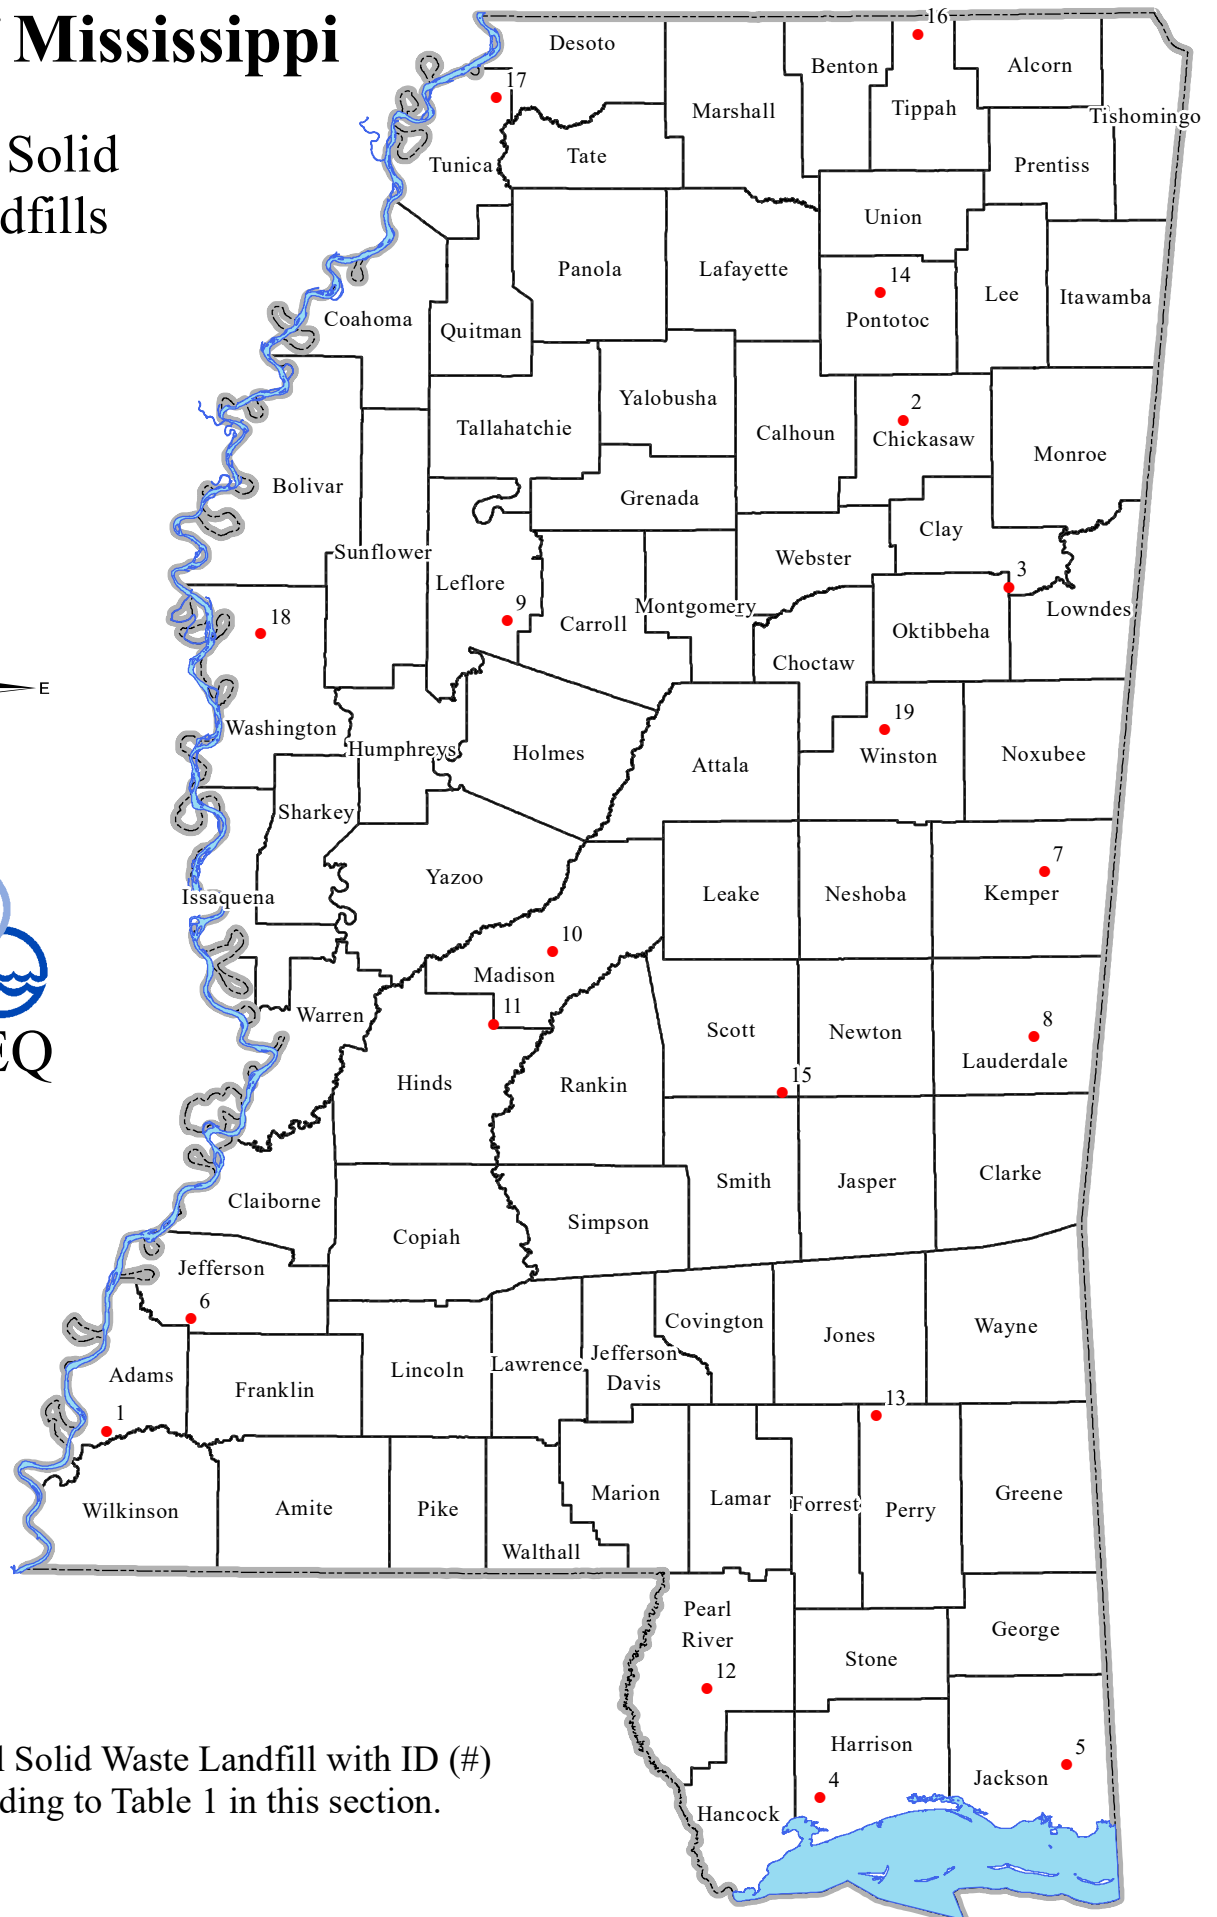 Mississippi
Solid
dfills
16
Desoto
Benton
Alcorn
17
Marshall
Tippah
Tishomingo
Tate
Tunica
Prentiss
Union
Panola
Lafayette
14
Lee
Itawamba
Coahoma
Quitman
Pontotoc
Yalobusha
2
Tallahatchie
Calhoun
Chickasaw
Monroe
Bolivar
Grenada
Clay
Sunflower
Webster
3
Leflore
9
Montgomery
Lowndes
18
Carroll
Oktibbeha
Choctaw
E
19
Washington
Humphreys
Holmes
Attala
Winston
Noxubee
Sharkey
7
Yazoo
Leake
Neshoba
Kemper
Issaquena
10
Madison
11
Warren
Scott
Newton
8
EQ
Hinds
Rankin
15
Lauderdale
Claiborne
Smith
Jasper
Clarke
Copiah
Simpson
Jefferson
6
Covington
Jones
Wayne
Adams
Franklin
Lincoln
Lawrence
Jefferson
Davis
1
13
Wilkinson
Amite
Pike
Marion
Lamar
Forrest
Perry
Greene
Walthall
Pearl
River
George
12
Stone
l Solid Waste Landfill with ID (#)
ding to Table 1 in this section.
Harrison
5
4
Jackson
Hancock